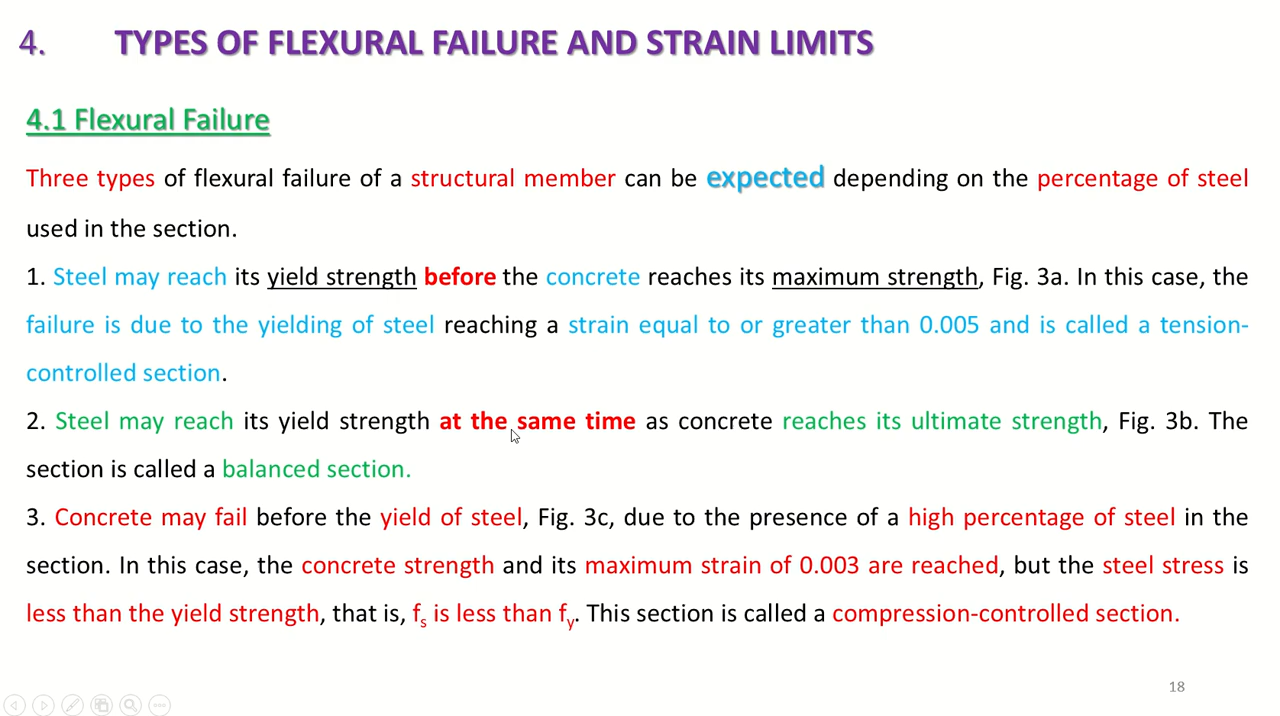 4. TYPES OF FLEXURAL FAILURE AND STRAIN LIMITS
4.1 Flexural Failure
Three types of flexural failure of a structural member can be expected depending on the percentage of steel
used in the section.
1. Steel may reach its yield strength before the concrete reaches its maximum strength, Fig. 3a. In this case, the
failure is due to the yielding of steel reaching a strain equal to or greater than 0.005 and is called a tension-
controlled section.
2. Steel may reach its yield strength at the same time as concrete reaches its ultimate strength, Fig. 3b. The
section is called a balanced section.
3. Concrete may fail before the yield of steel, Fig. 3c, due to the presence of a high percentage of steel in the
section. In this case, the concrete strength and its maximum strain of 0.003 are reached, but the steel stress is
less than the yield strength, that is, fs is less than fy. This section is called a compression-controlled section.
18